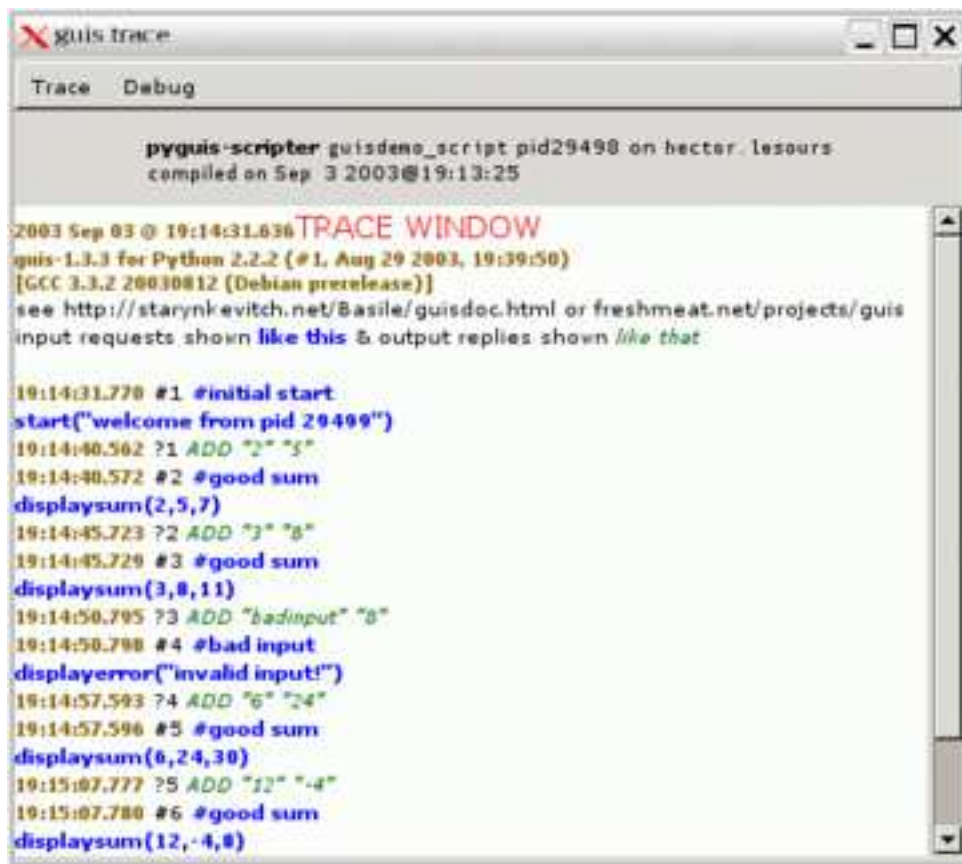 guis trace
Trace Debug
pyguis-scripter guisdemo_script pid29498 on hector.lesours
compiled on Sep 3 2003@19:13:25
2003 Sep 03 @ 19:14:31.636TRACE WINDOW
guis-1.3.3 for Python 2.2.2 (#1, Aug 29 2003, 19:39:50)
[GCC 3.3.2 20030812 (Debian prerelease)]
see http://starynkevitch.net/Basile/guisdoc.html or freshmeat.net/projects/guis
input requests shown like this & output replies shown like that
19:14:31.770 #1 #initial start
start("welcome from pid 29499")
19:14:40.562 ?1 ADD "2" "5"
19:14:40.572 #2 #good sum
displaysum(2,5,7)
19:14:45.723 ?2 ADD "3" "8"
19:14:45.729 #3 #good sum
displaysum(3,8,11)
19:14:50.795 ?3 ADD "badinput" "8"
19:14:50.798 #4 #bad input
displayerror("invalid input!")
19:14:57.593 ?4 ADD "6" "24"
19:14:57.596 #5 #good sum
displaysum(6,24,30)
19:15:07.777 ?5 ADD "12" "-4"
19:15:07.780 #6 #good sum
displaysum(12,-4,8)